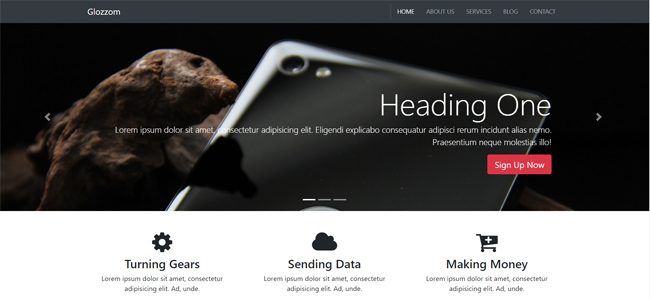 Glozzom
HOME ABOUT US SERVICES BLOG CONTACT
Heading One
Lorem ipsum dolor sit amet, consectetur adipisicing elit. Eligendi explicabo consequatur adipisci rerum incidunt alias nemo.
Praesentium neque molestias illo!
Sign Up Now
Turning Gears
Lorem ipsum dolor sit amet, consectetur
adipisicing elit. Ad, unde.
Sending Data
Lorem ipsum dolor sit amet, consectetur
adipisicing elit. Ad, unde.
Making Money
Lorem ipsum dolor sit amet, consectetur
adipisicing elit. Ad, unde.